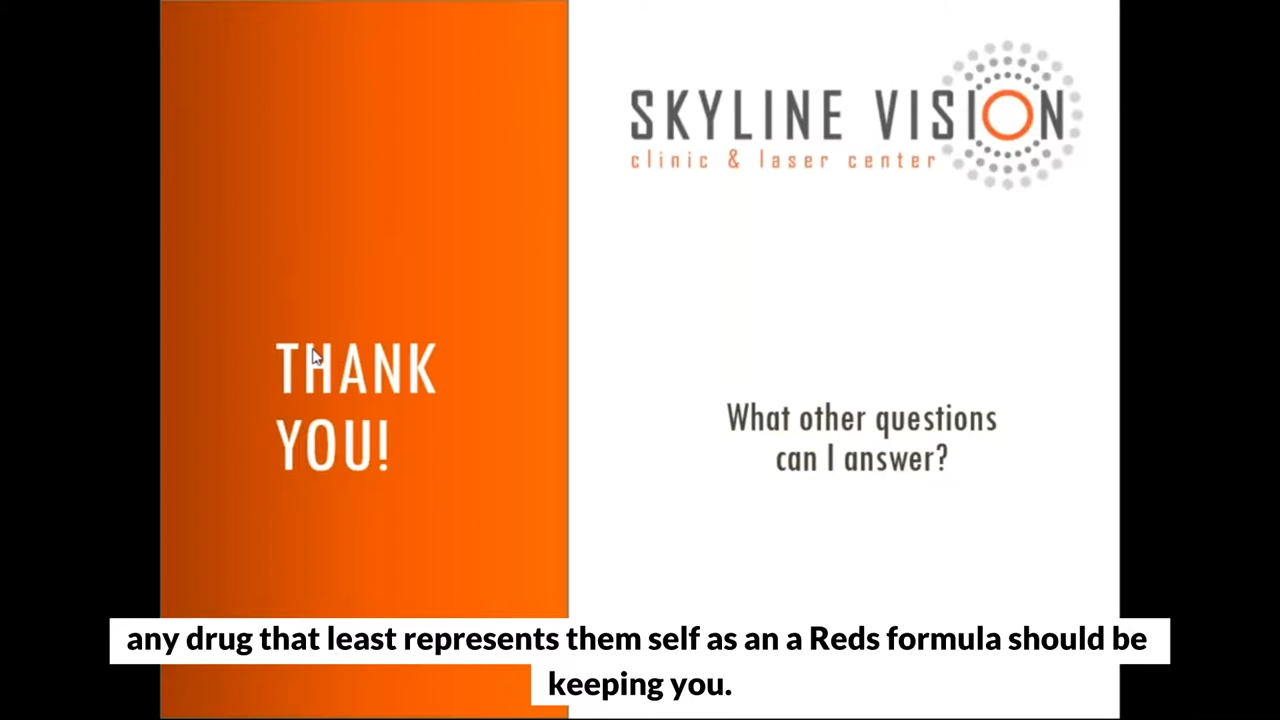 SKYLINE VISION
clinic & laser center
THANK
YOU!
What other questions
can I answer?
any drug that least represents them self as an a Reds formula should be
keeping you.